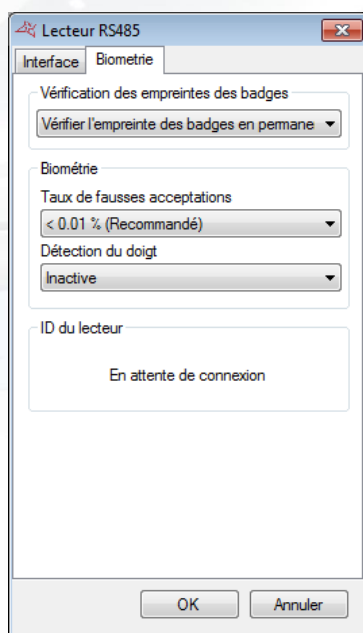 Lecteur RS485
Interface
Biometrie
Vérification des empreintes des badges
Vérifier l'empreinte des badges en permane
Biométrie
Taux de fausses acceptations
< 0.01 % (Recommandé)
Détection du doigt
Inactive
ID du lecteur
En attente de connexion
OK
Annuler